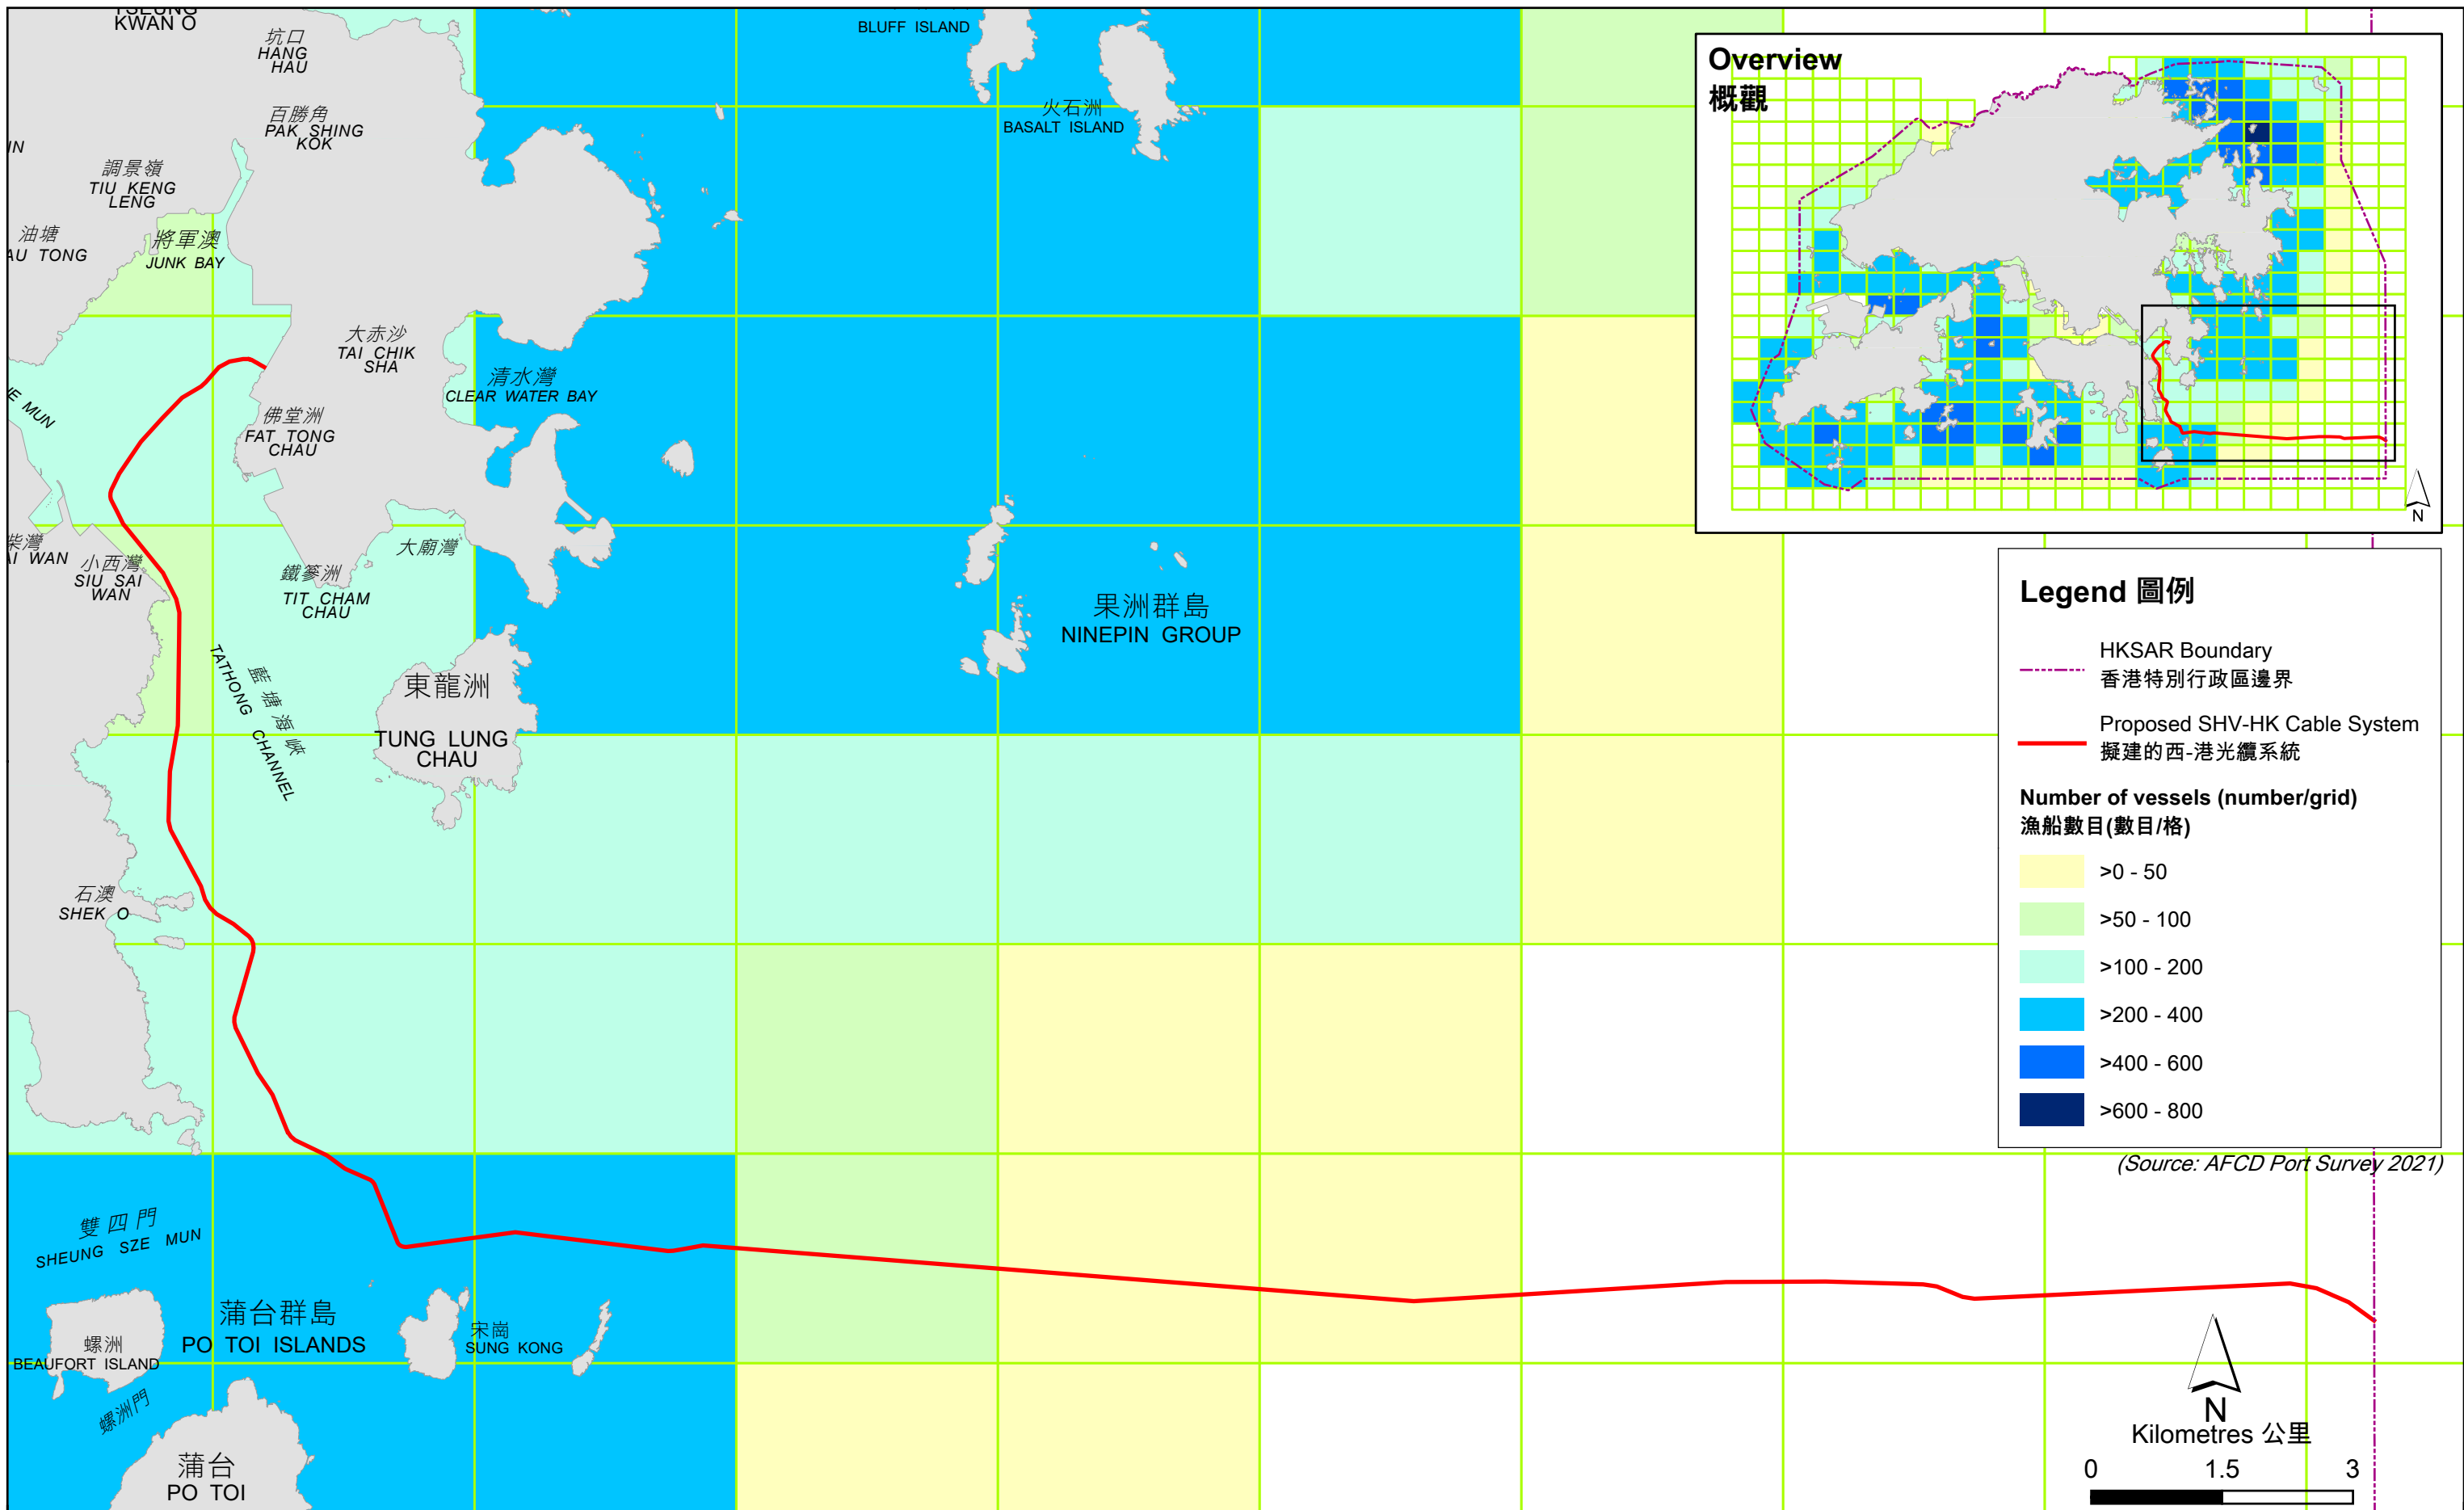 KWAN O
坑口
HANG
HAU
百勝角
PAK SHING
KOK
調景嶺
TIU KENG
LENG
油塘
AU TONG
將軍澳
JUNK BAY
大赤沙
TAI CHIK
SHA
清水灣
CLEAR WATER BAY
佛堂洲
FAT TONG
CHAU
E MUN
柴灣
AI WAN
小西灣
SIU SAI
WAN
大廟灣
鐵篸洲
TIT CHAM
CHAU
藍塘海峽
TATHONG CHANNEL
東龍洲
TUNG LUNG
CHAU
石澳
SHEK O
雙四門
SHEUNG SZE MUN
螺洲
BEAUFORT ISLAND
蒲台群島
PO TOI ISLANDS
宋崗
SUNG KONG
螺洲門
蒲台
PO TOI
BLUFF ISLAND
火石洲
BASALT ISLAND
果洲群島
NINEPIN GROUP
Overview
概觀
N
Legend 圖例
HKSAR Boundary
香港特別行政區邊界
Proposed SHV-HK Cable System
擬建的西-港光纜系統
Number of vessels (number/grid)
漁船數目(數目/格)
>0 - 50
>50 - 100
>100 - 200
>200 - 400
>400 - 600
>600 - 800
(Source: AFCD Port Survey 2021)
N
Kilometres 公里
0 1.5 3